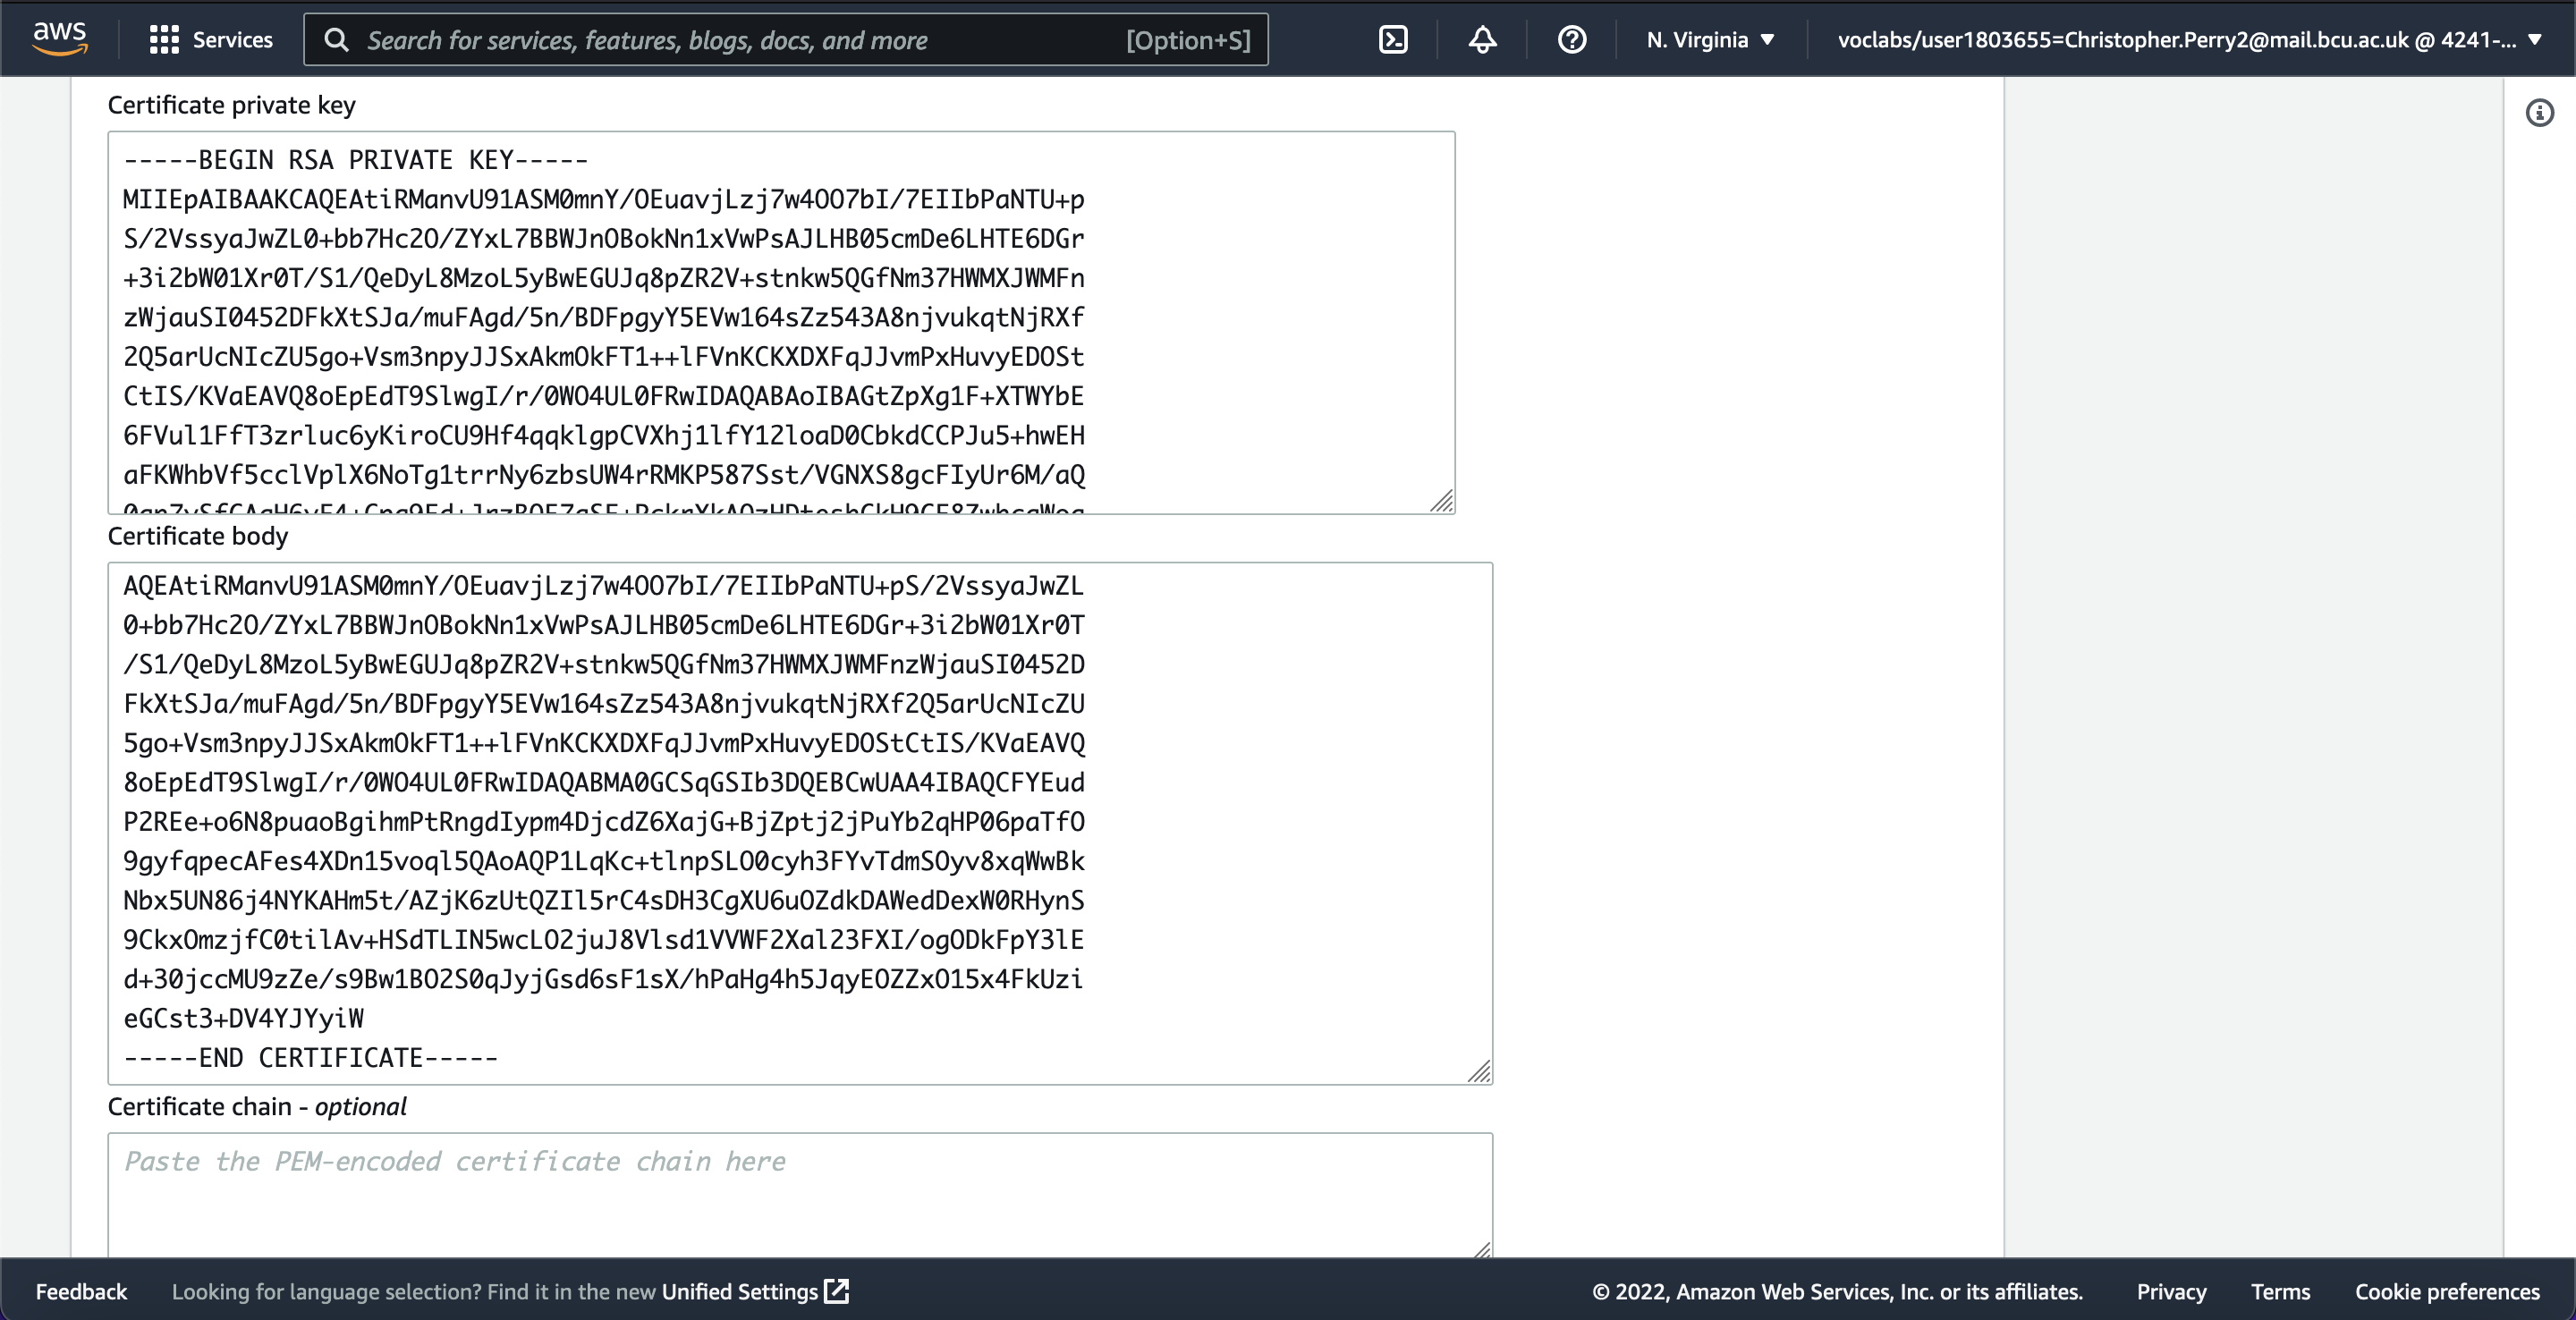 aws
Services
Search for services, features, blogs, docs, and more
[Option+S]
N. Virginia
voclabs/user1803655=Christopher.Perry2@mail.bcu.ac.uk @ 4241-...
Certificate private key
-----BEGIN RSA PRIVATE KEY-----
MIIEpAIBAAKCAQEAtiRManvU91ASM0mnY/OEuavjLzj7w4OO7bI/7EIIbPaNTU+p
S/2VssyaJwZL0+bb7Hc2O/ZYxL7BBWJnOBokNn1xVwPsAJLHB05cmDe6LHTE6DGr
+3i2bW01Xr0T/S1/QeDyL8MzoL5yBwEGUJq8pZR2V+stnkw5QGfNm37HWMXJWMFn
zWjauSI0452DFkXtSJa/muFAgd/5n/BDFpgyY5EVw164sZz543A8njvukqtNjRXf
2Q5arUcNIcZU5go+Vsm3npyJJSxAkmOkFT1++lFVnKCKXDXFqJJvmPxHuvyEDOSt
CtIS/KVaEAVQ8oEpEdT9SlwgI/r/0WO4UL0FRwIDAQABAoIBAGtZpXg1F+XTWYbE
6FVul1FfT3zrluc6yKiroCU9Hf4qqklgpCVXhj1lfY12loaD0CbkdCCPJu5+hwEH
aFKWhbVf5cclVplX6NoTg1trrNy6zbsUW4rRMKP587Sst/VGNXS8gcFIyUr6M/aQ
Certificate body
AQEAtiRManvU91ASM0mnY/OEuavjLzj7w4OO7bI/7EIIbPaNTU+pS/2VssyaJwZL
0+bb7Hc2O/ZYxL7BBWJnOBokNn1xVwPsAJLHB05cmDe6LHTE6DGr+3i2bW01Xr0T
/S1/QeDyL8MzoL5yBwEGUJq8pZR2V+stnkw5QGfNm37HWMXJWMFnzWjauSI0452D
FkXtSJa/muFAgd/5n/BDFpgyY5EVw164sZz543A8njvukqtNjRXf2Q5arUcNIcZU
5go+Vsm3npyJJSxAkmOkFT1++lFVnKCKXDXFqJJvmPxHuvyEDOStCtIS/KVaEAVQ
8oEpEdT9SlwgI/r/0WO4UL0FRwIDAQABMA0GCSqGSIb3DQEBCwUAA4IBAQCFYEud
P2REe+o6N8puaoBgihmPtRngdIypm4DjcdZ6XajG+BjZptj2jPuYb2qHP06paTfO
9gyfqpecAFes4XDn15voql5QAoAQP1LqKc+tlnpSLO0cyh3FYvTdmSOyv8xqWwBk
Nbx5UN86j4NYKAHm5t/AZjK6zUtQZIl5rC4sDH3CgXU6uOZdkDAWedDexW0RHynS
9CkxOmzjfC0tilAv+HSdTLIN5wcLO2juJ8Vlsd1VVWF2Xal23FXI/ogODkFpY3lE
d+30jccMU9zZe/s9Bw1BO2S0qJyjGsd6sF1sX/hPaHg4h5JqyEOZZxO15x4FkUzi
eGCst3+DV4YJYyiW
-----END CERTIFICATE-----
Certificate chain - optional
Paste the PEM-encoded certificate chain here
Feedback
Looking for language selection? Find it in the new Unified Settings
© 2022, Amazon Web Services, Inc. or its affiliates.
Privacy
Terms
Cookie preferences